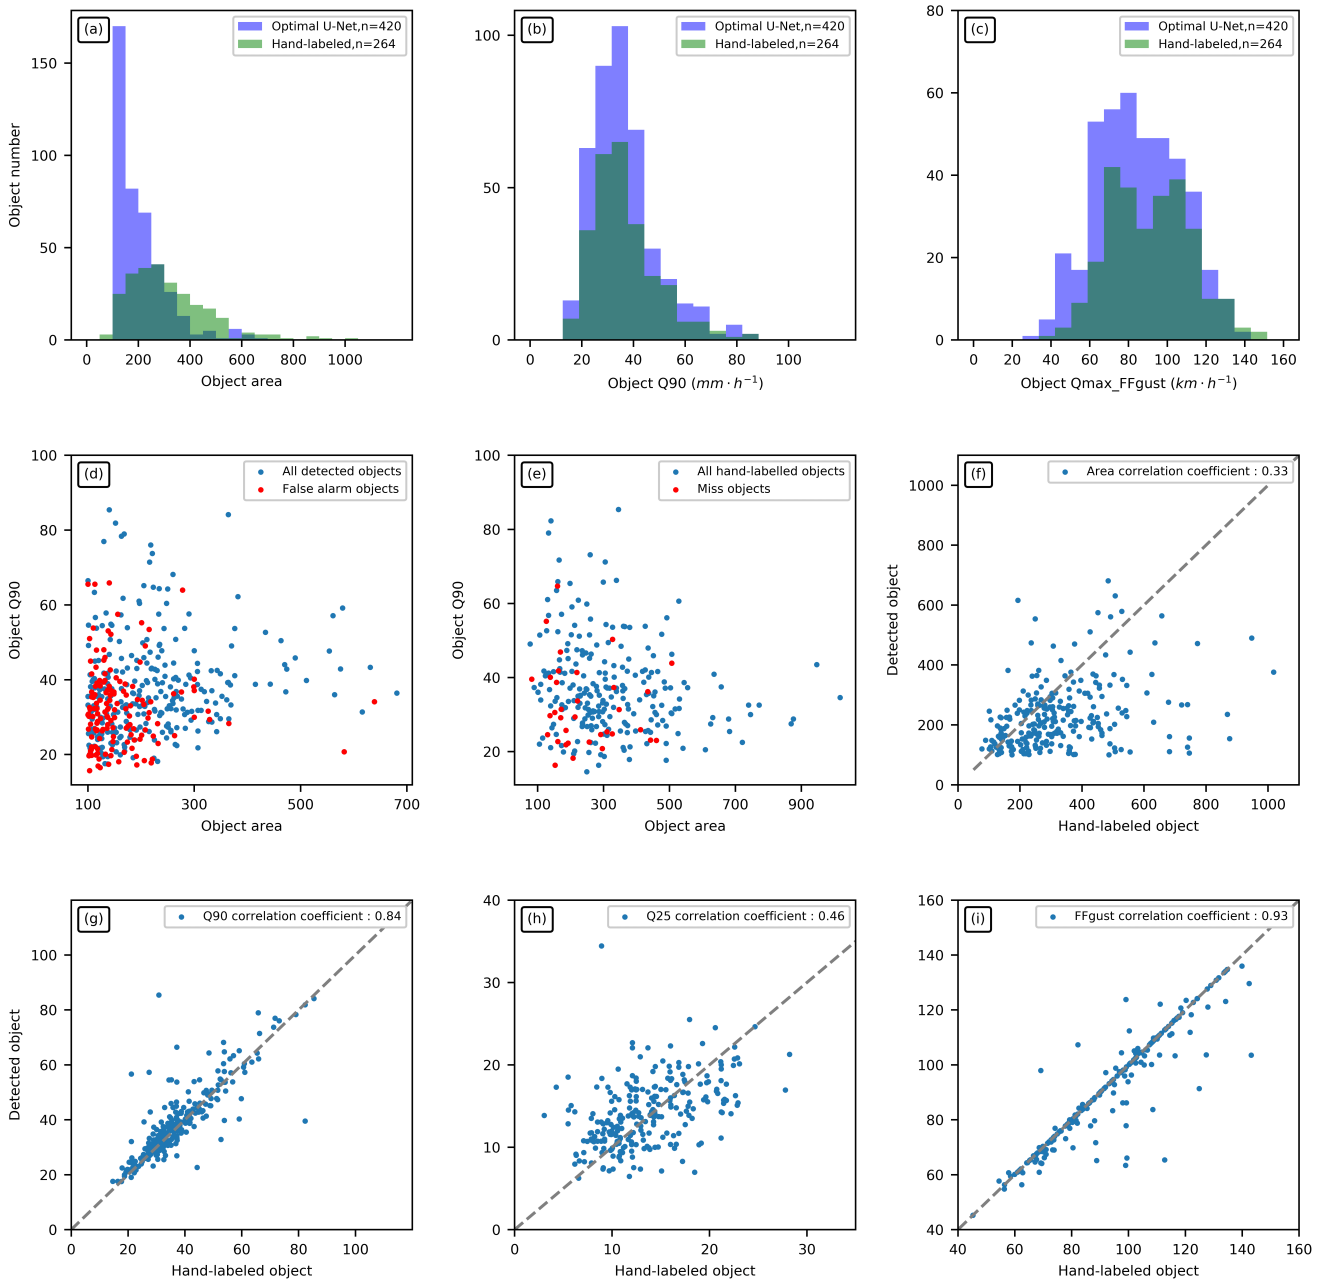 (a)
Optimal U-Net,n=420
Hand-labeled,n=264
150
100
50
0
Object number
0 200 400 600 800 1000
Object area
(b)
Optimal U-Net,n=420
Hand-labeled,n=264
100
50
0
0 20 40 60 80 100
Object Q90 (mm · h⁻¹)
(c)
Optimal U-Net,n=420
Hand-labeled,n=264
80
60
40
20
0
0 20 40 60 80 100 120 140 160
Object Qmax_FFgust (km · h⁻¹)
(d)
All detected objects
False alarm objects
100
80
60
40
20
Object Q90
100 300 500 700
Object area
(e)
All hand-labelled objects
Miss objects
100
80
60
40
20
Object Q90
100 300 500 700 900
Object area
(f)
Area correlation coefficient : 0.33
1000
800
600
400
200
0
Detected object
0 200 400 600 800 1000
Hand-labeled object
(g)
Q90 correlation coefficient : 0.84
100
80
60
40
20
0
Detected object
0 20 40 60 80 100
Hand-labeled object
(h)
Q25 correlation coefficient : 0.46
40
30
20
10
0
0 10 20 30
Hand-labeled object
(i)
FFgust correlation coefficient : 0.93
160
140
120
100
80
60
40
40 60 80 100 120 140 160
Hand-labeled object